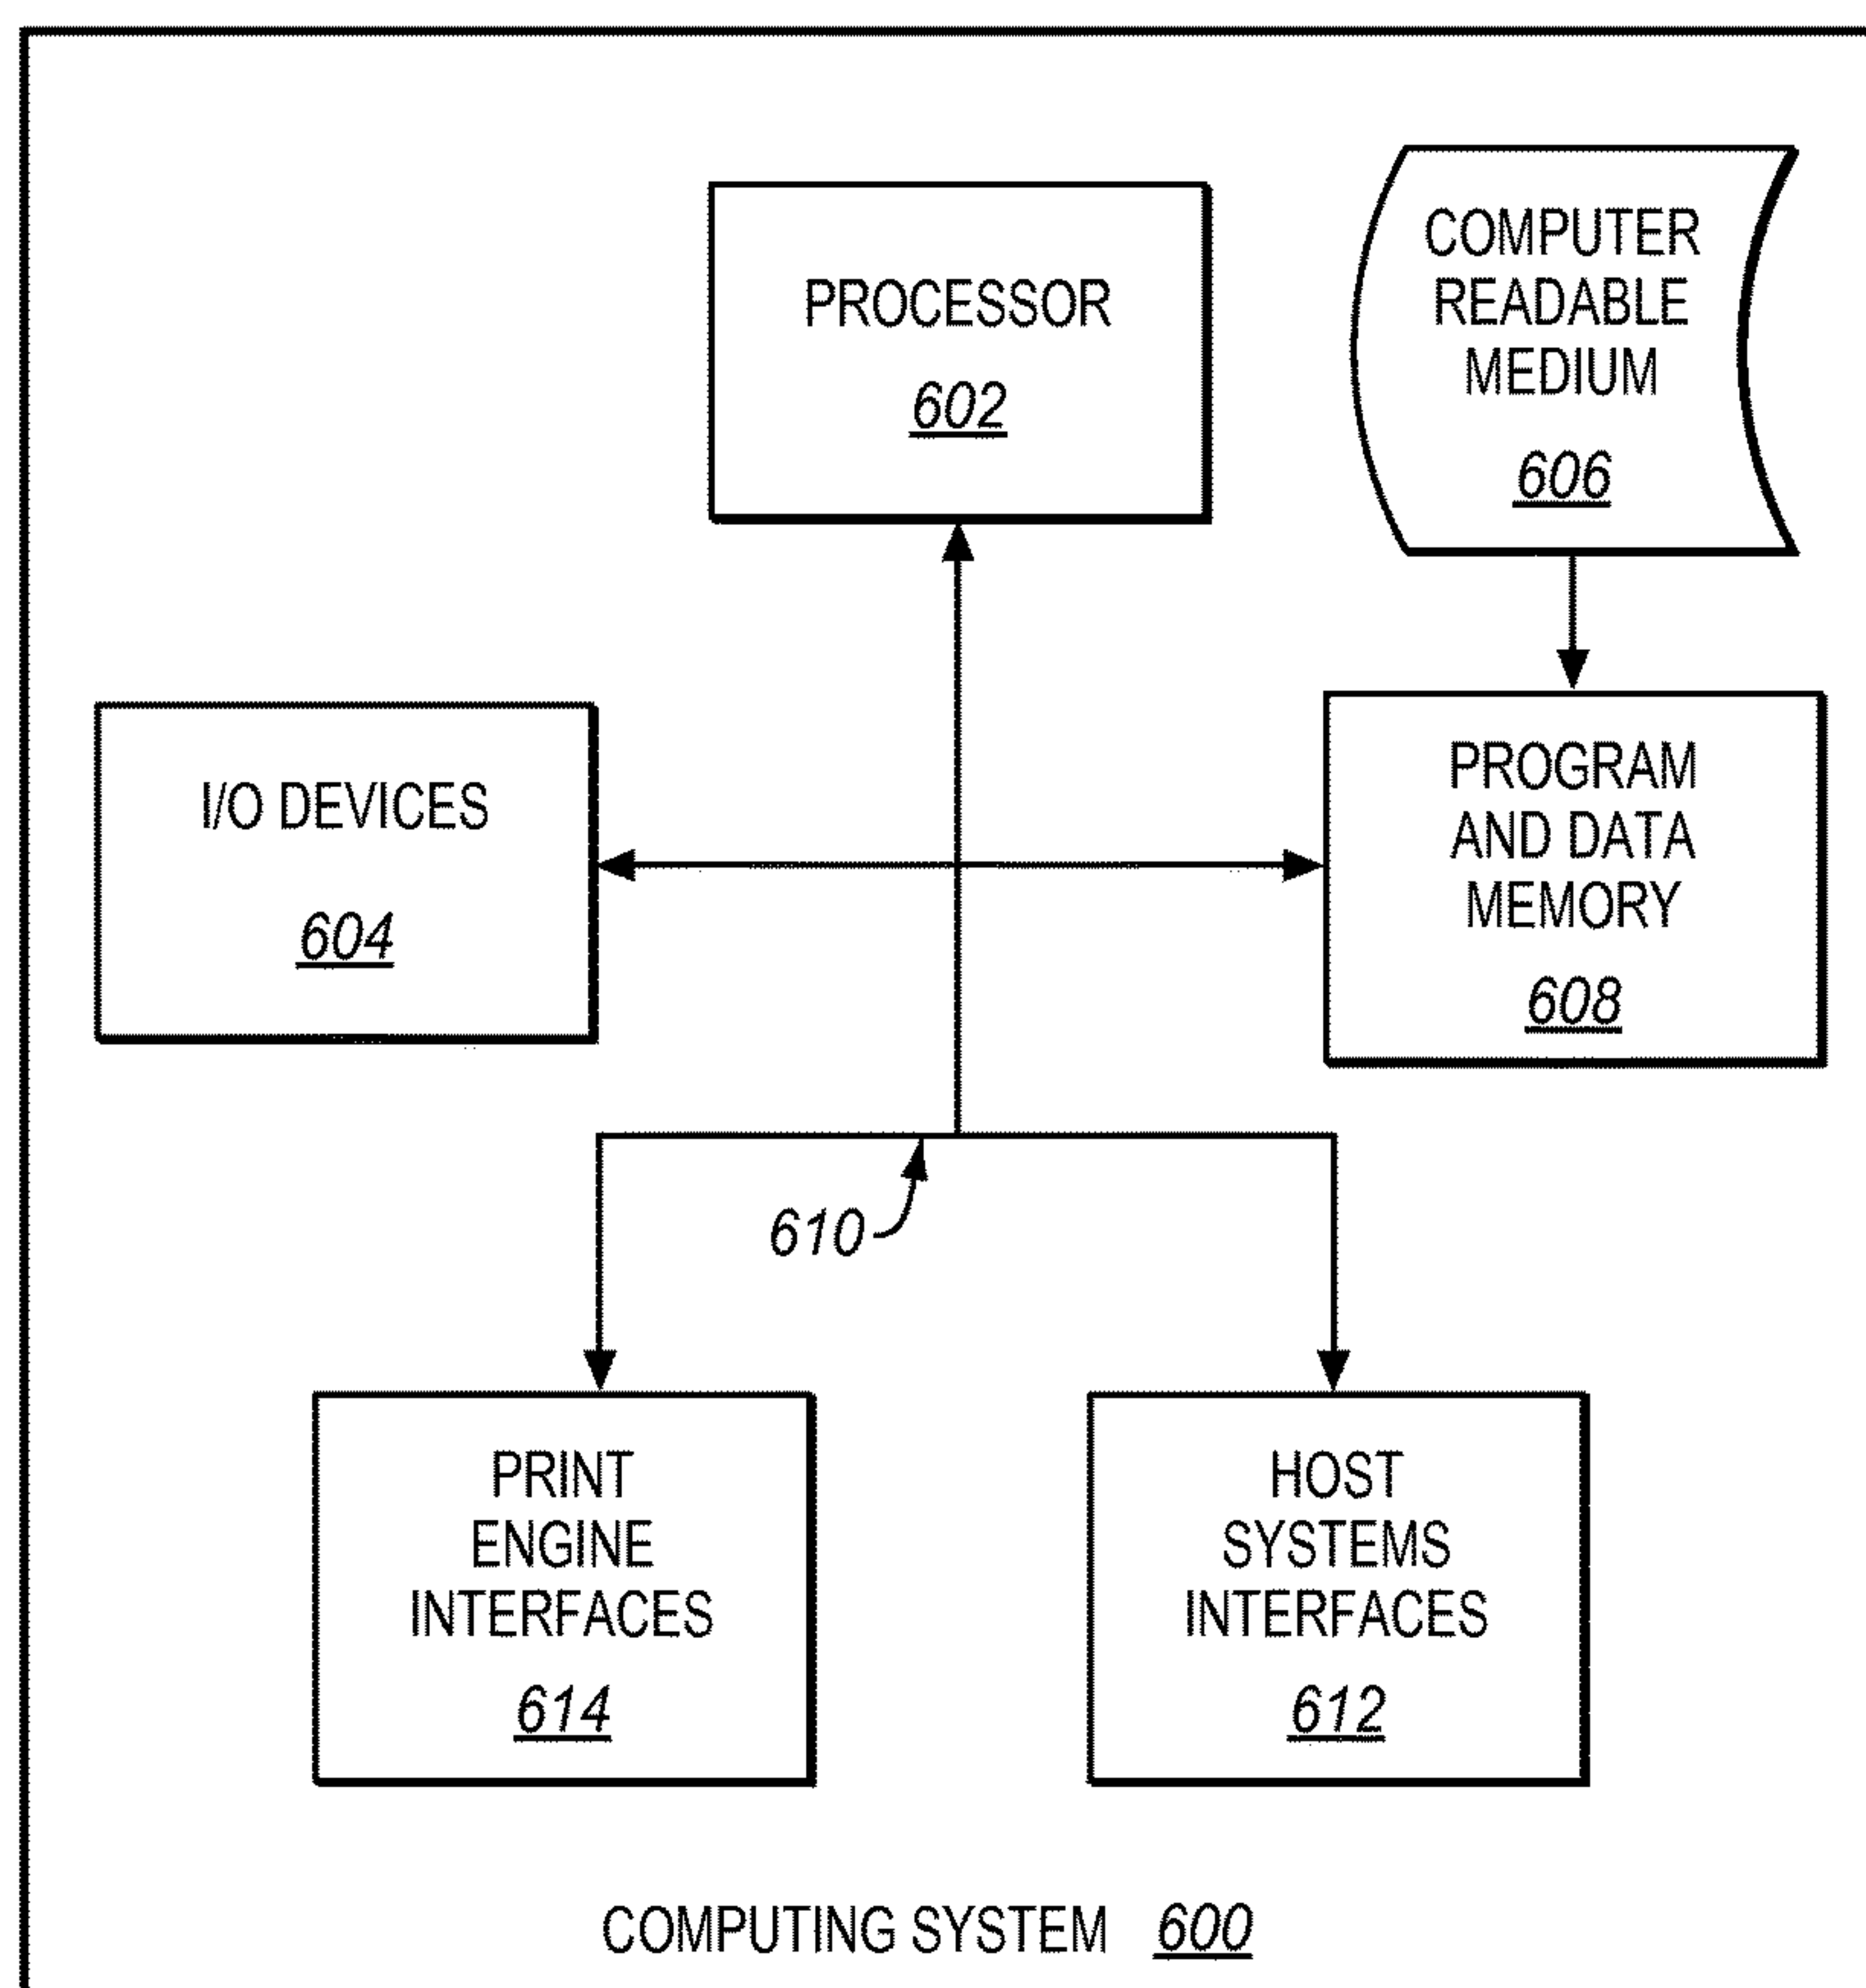 PROCESSOR
602
COMPUTER
READABLE
MEDIUM
606
I/O DEVICES
604
PROGRAM
AND DATA
MEMORY
608
610
PRINT
ENGINE
INTERFACES
614
HOST
SYSTEMS
INTERFACES
612
COMPUTING SYSTEM 600